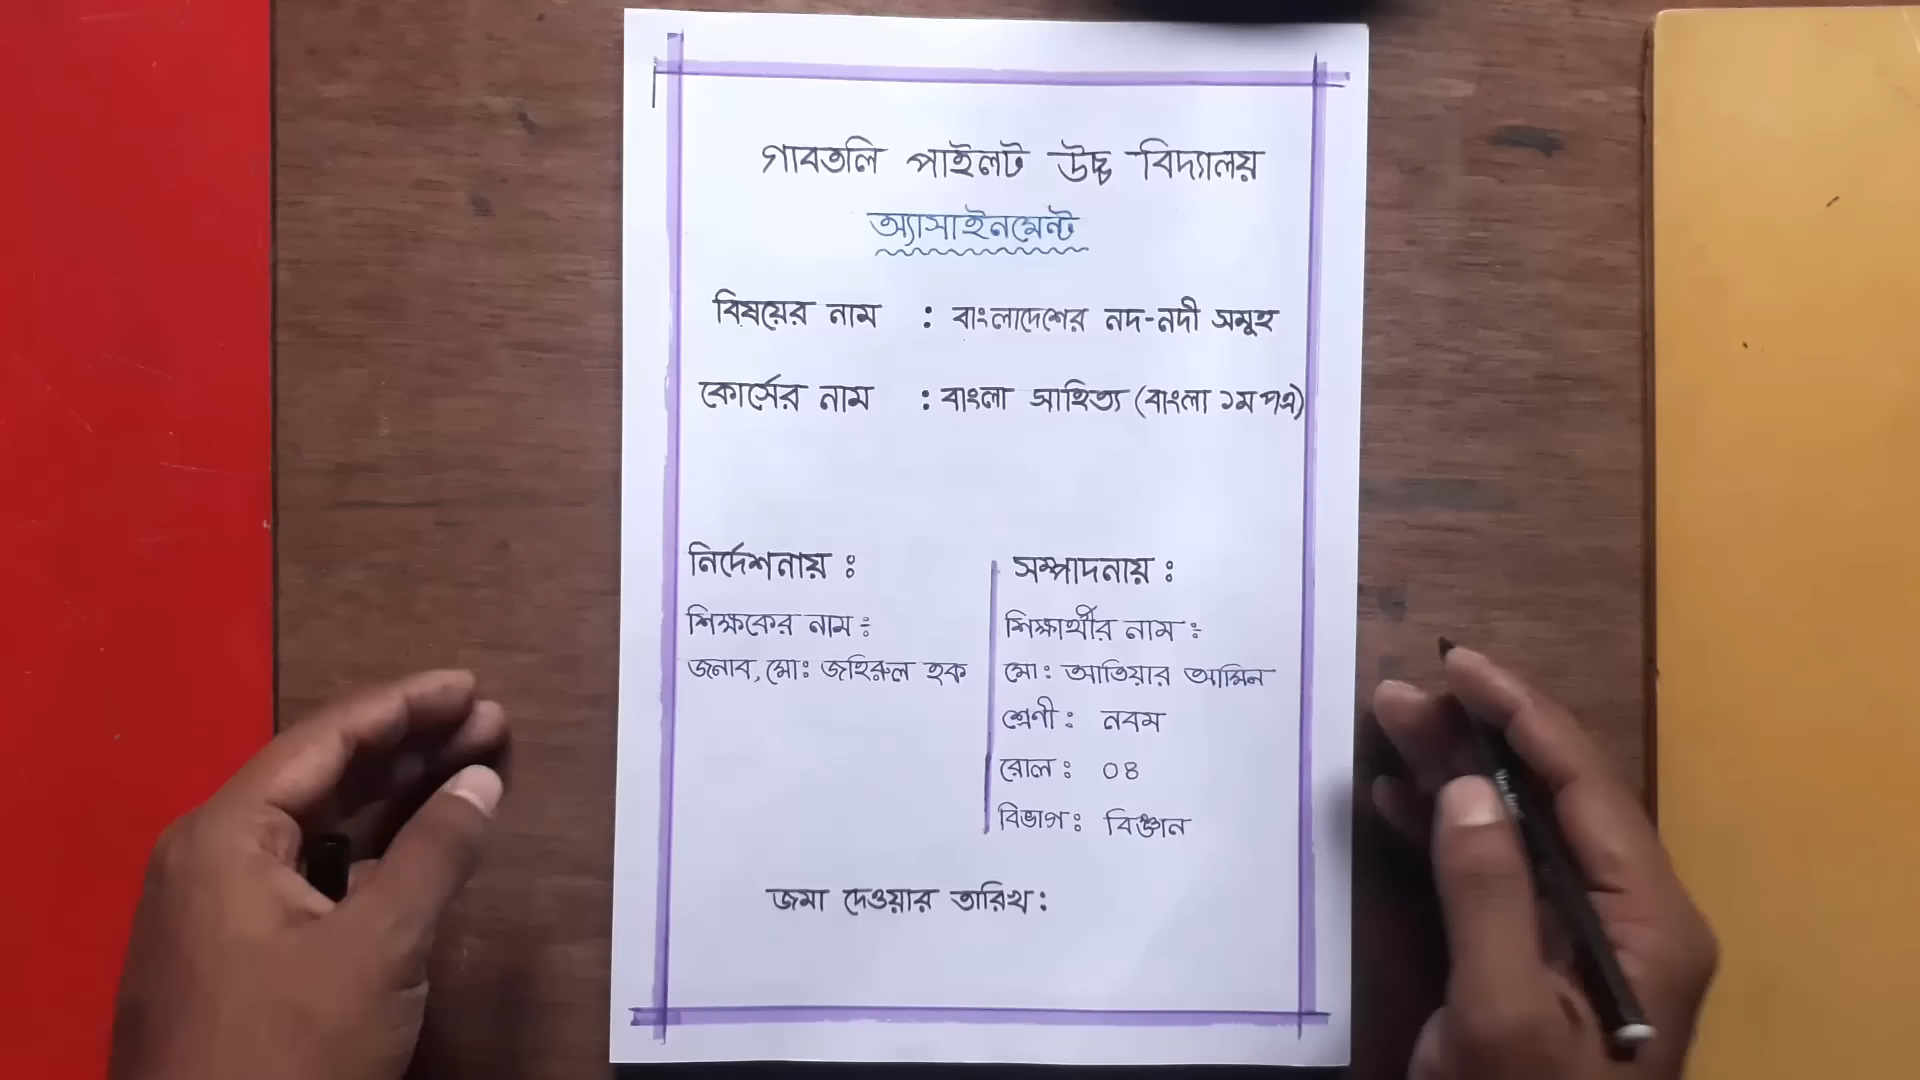 গাবতলি পাইলট উচ্চ বিদ্যালয়
অ্যাসাইনমেন্ট
বিষয়ের নাম : বাংলাদেশের নদ-নদী সমূহ
কোর্সের নাম : বাংলা সাহিত্য (বাংলা ১ম পত্র)
নির্দেশনায় :
শিক্ষকের নাম :
জনাব, মো: জহিরুল হক
সম্পাদনায় :
শিক্ষার্থীর নাম :
মো: আতিয়ার আমিন
শ্রেণী : নবম
রোল : ০৪
বিভাগ : বিজ্ঞান
জমা দেওয়ার তারিখ :